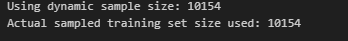 Using dynamic sample size: 10154
Actual sampled training set size used: 10154